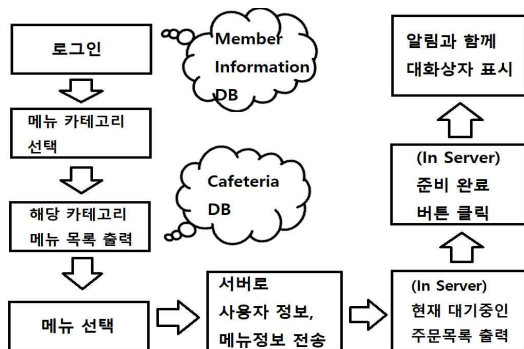 로그인
Member
Information
DB
메뉴 카테고리
선택
해당 카테고리
메뉴 목록 출력
Cafeteria
DB
메뉴 선택
서버로
사용자 정보,
메뉴정보 전송
(In Server)
현재 대기중인
주문목록 출력
(In Server)
준비 완료
버튼 클릭
알림과 함께
대화상자 표시